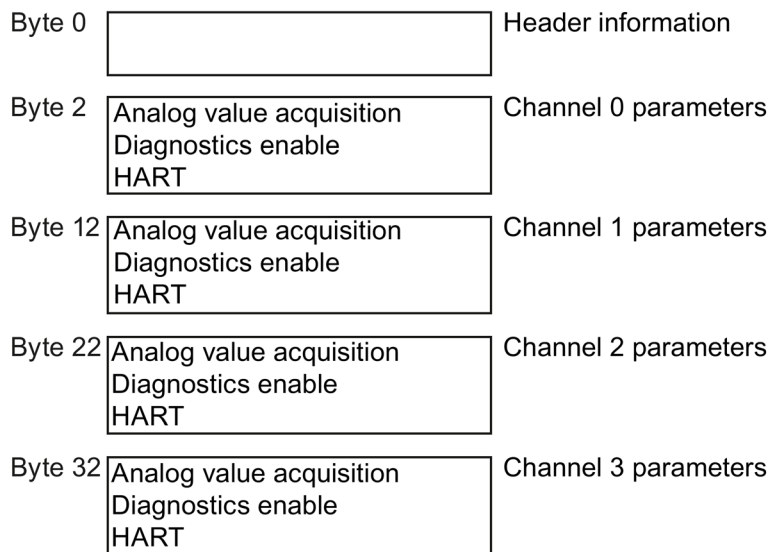 Byte 0 Header information
Byte 2 Analog value acquisition Channel 0 parameters
Diagnostics enable
HART
Byte 12 Analog value acquisition Channel 1 parameters
Diagnostics enable
HART
Byte 22 Analog value acquisition Channel 2 parameters
Diagnostics enable
HART
Byte 32 Analog value acquisition Channel 3 parameters
Diagnostics enable
HART